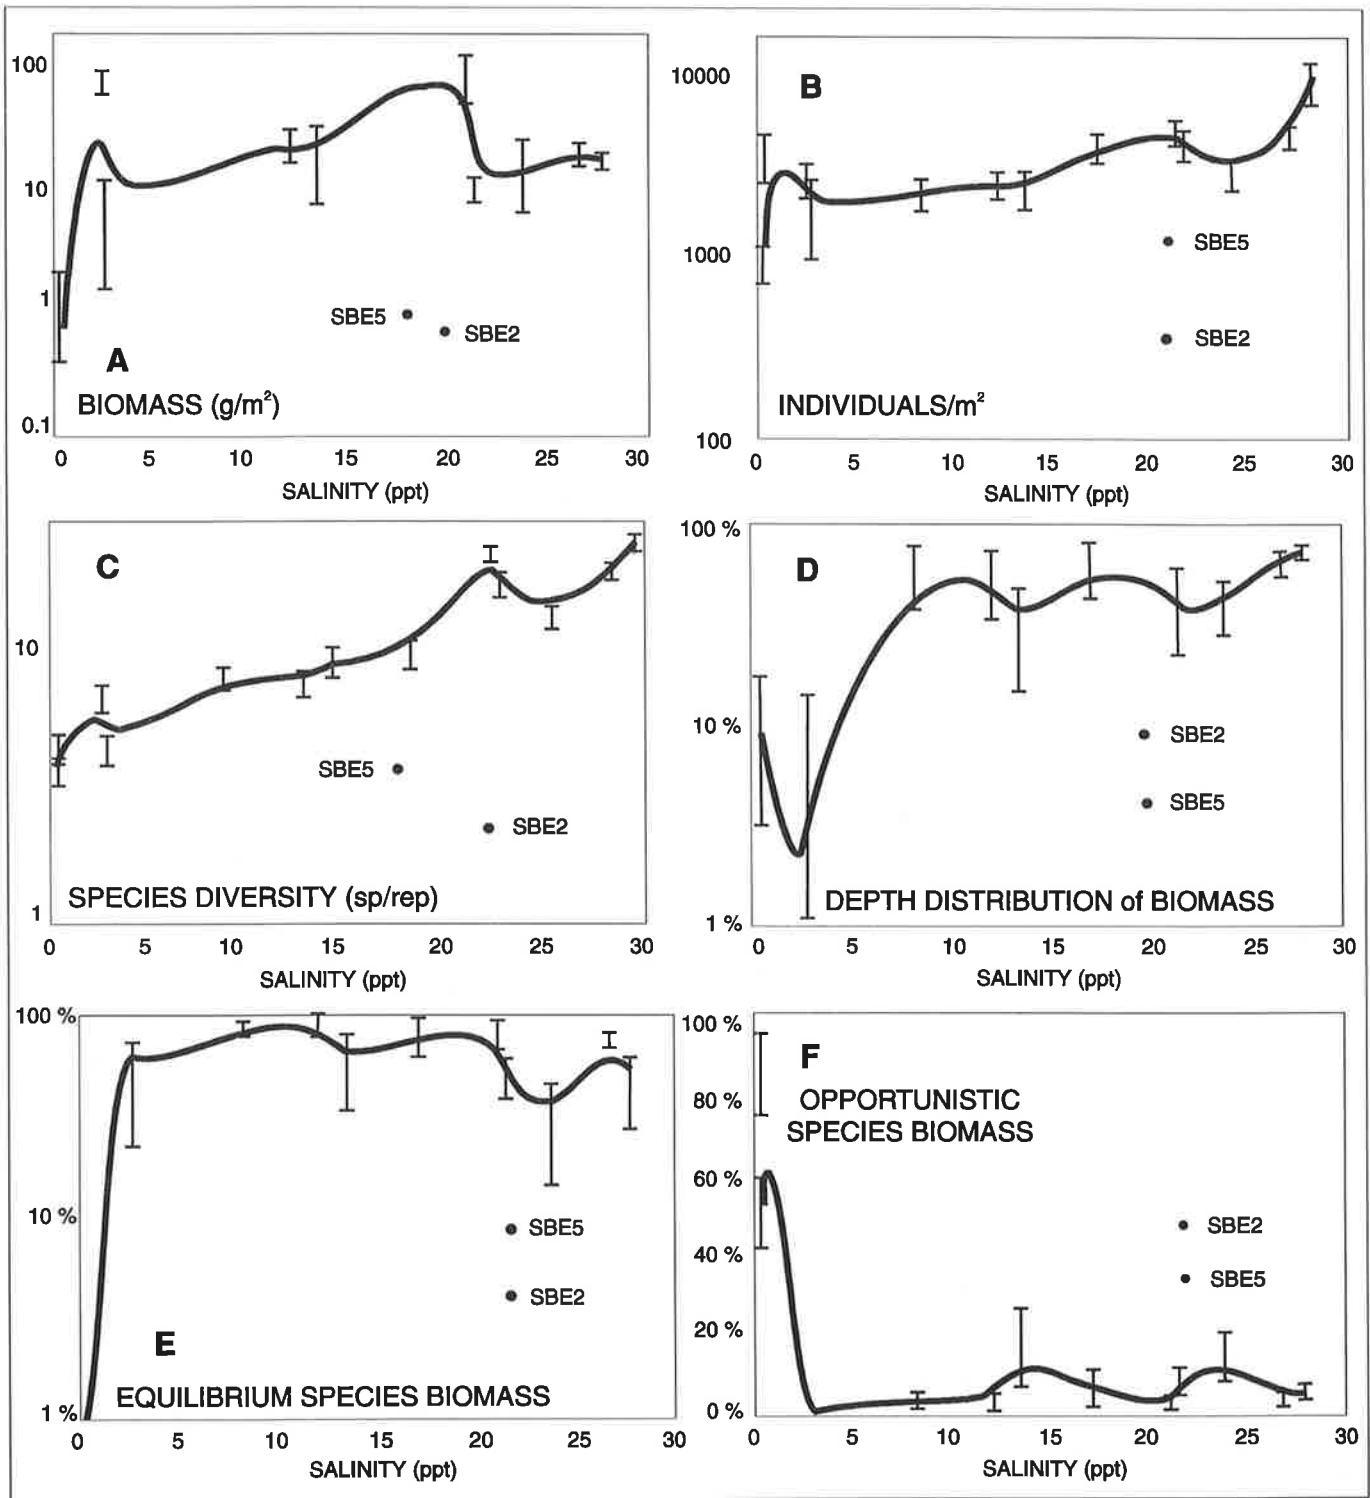 A
100
10
1
0.1
SBE5
SBE2
BIOMASS (g/m²)
0 5 10 15 20 25 30
SALINITY (ppt)
B
10000
1000
100
SBE5
SBE2
INDIVIDUALS/m²
0 5 10 15 20 25 30
SALINITY (ppt)
C
10
1
SBE5
SBE2
SPECIES DIVERSITY (sp/rep)
0 5 10 15 20 25 30
SALINITY (ppt)
D
100 %
10 %
1 %
SBE2
SBE5
DEPTH DISTRIBUTION of BIOMASS
0 5 10 15 20 25 30
SALINITY (ppt)
100 %
10 %
1 %
SBE5
SBE2
E
EQUILIBRIUM SPECIES BIOMASS
0 5 10 15 20 25 30
SALINITY (ppt)
F
OPPORTUNISTIC
SPECIES BIOMASS
100 %
80 %
60 %
40 %
20 %
0 %
SBE2
SBE5
0 5 10 15 20 25 30
SALINITY (ppt)